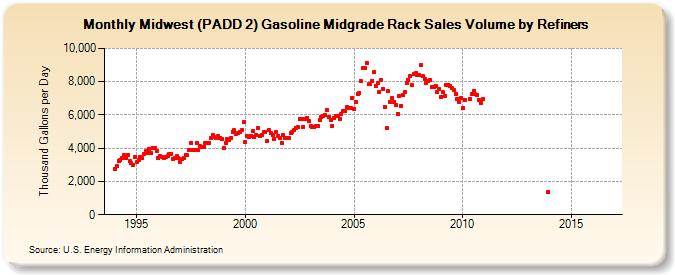 Monthly Midwest (PADD 2) Gasoline Midgrade Rack Sales Volume by Refiners
Thousand Gallons per Day
10,000
8,000
6,000
4,000
2,000
0
1995 2000 2005 2010 2015
Source: U.S. Energy Information Administration